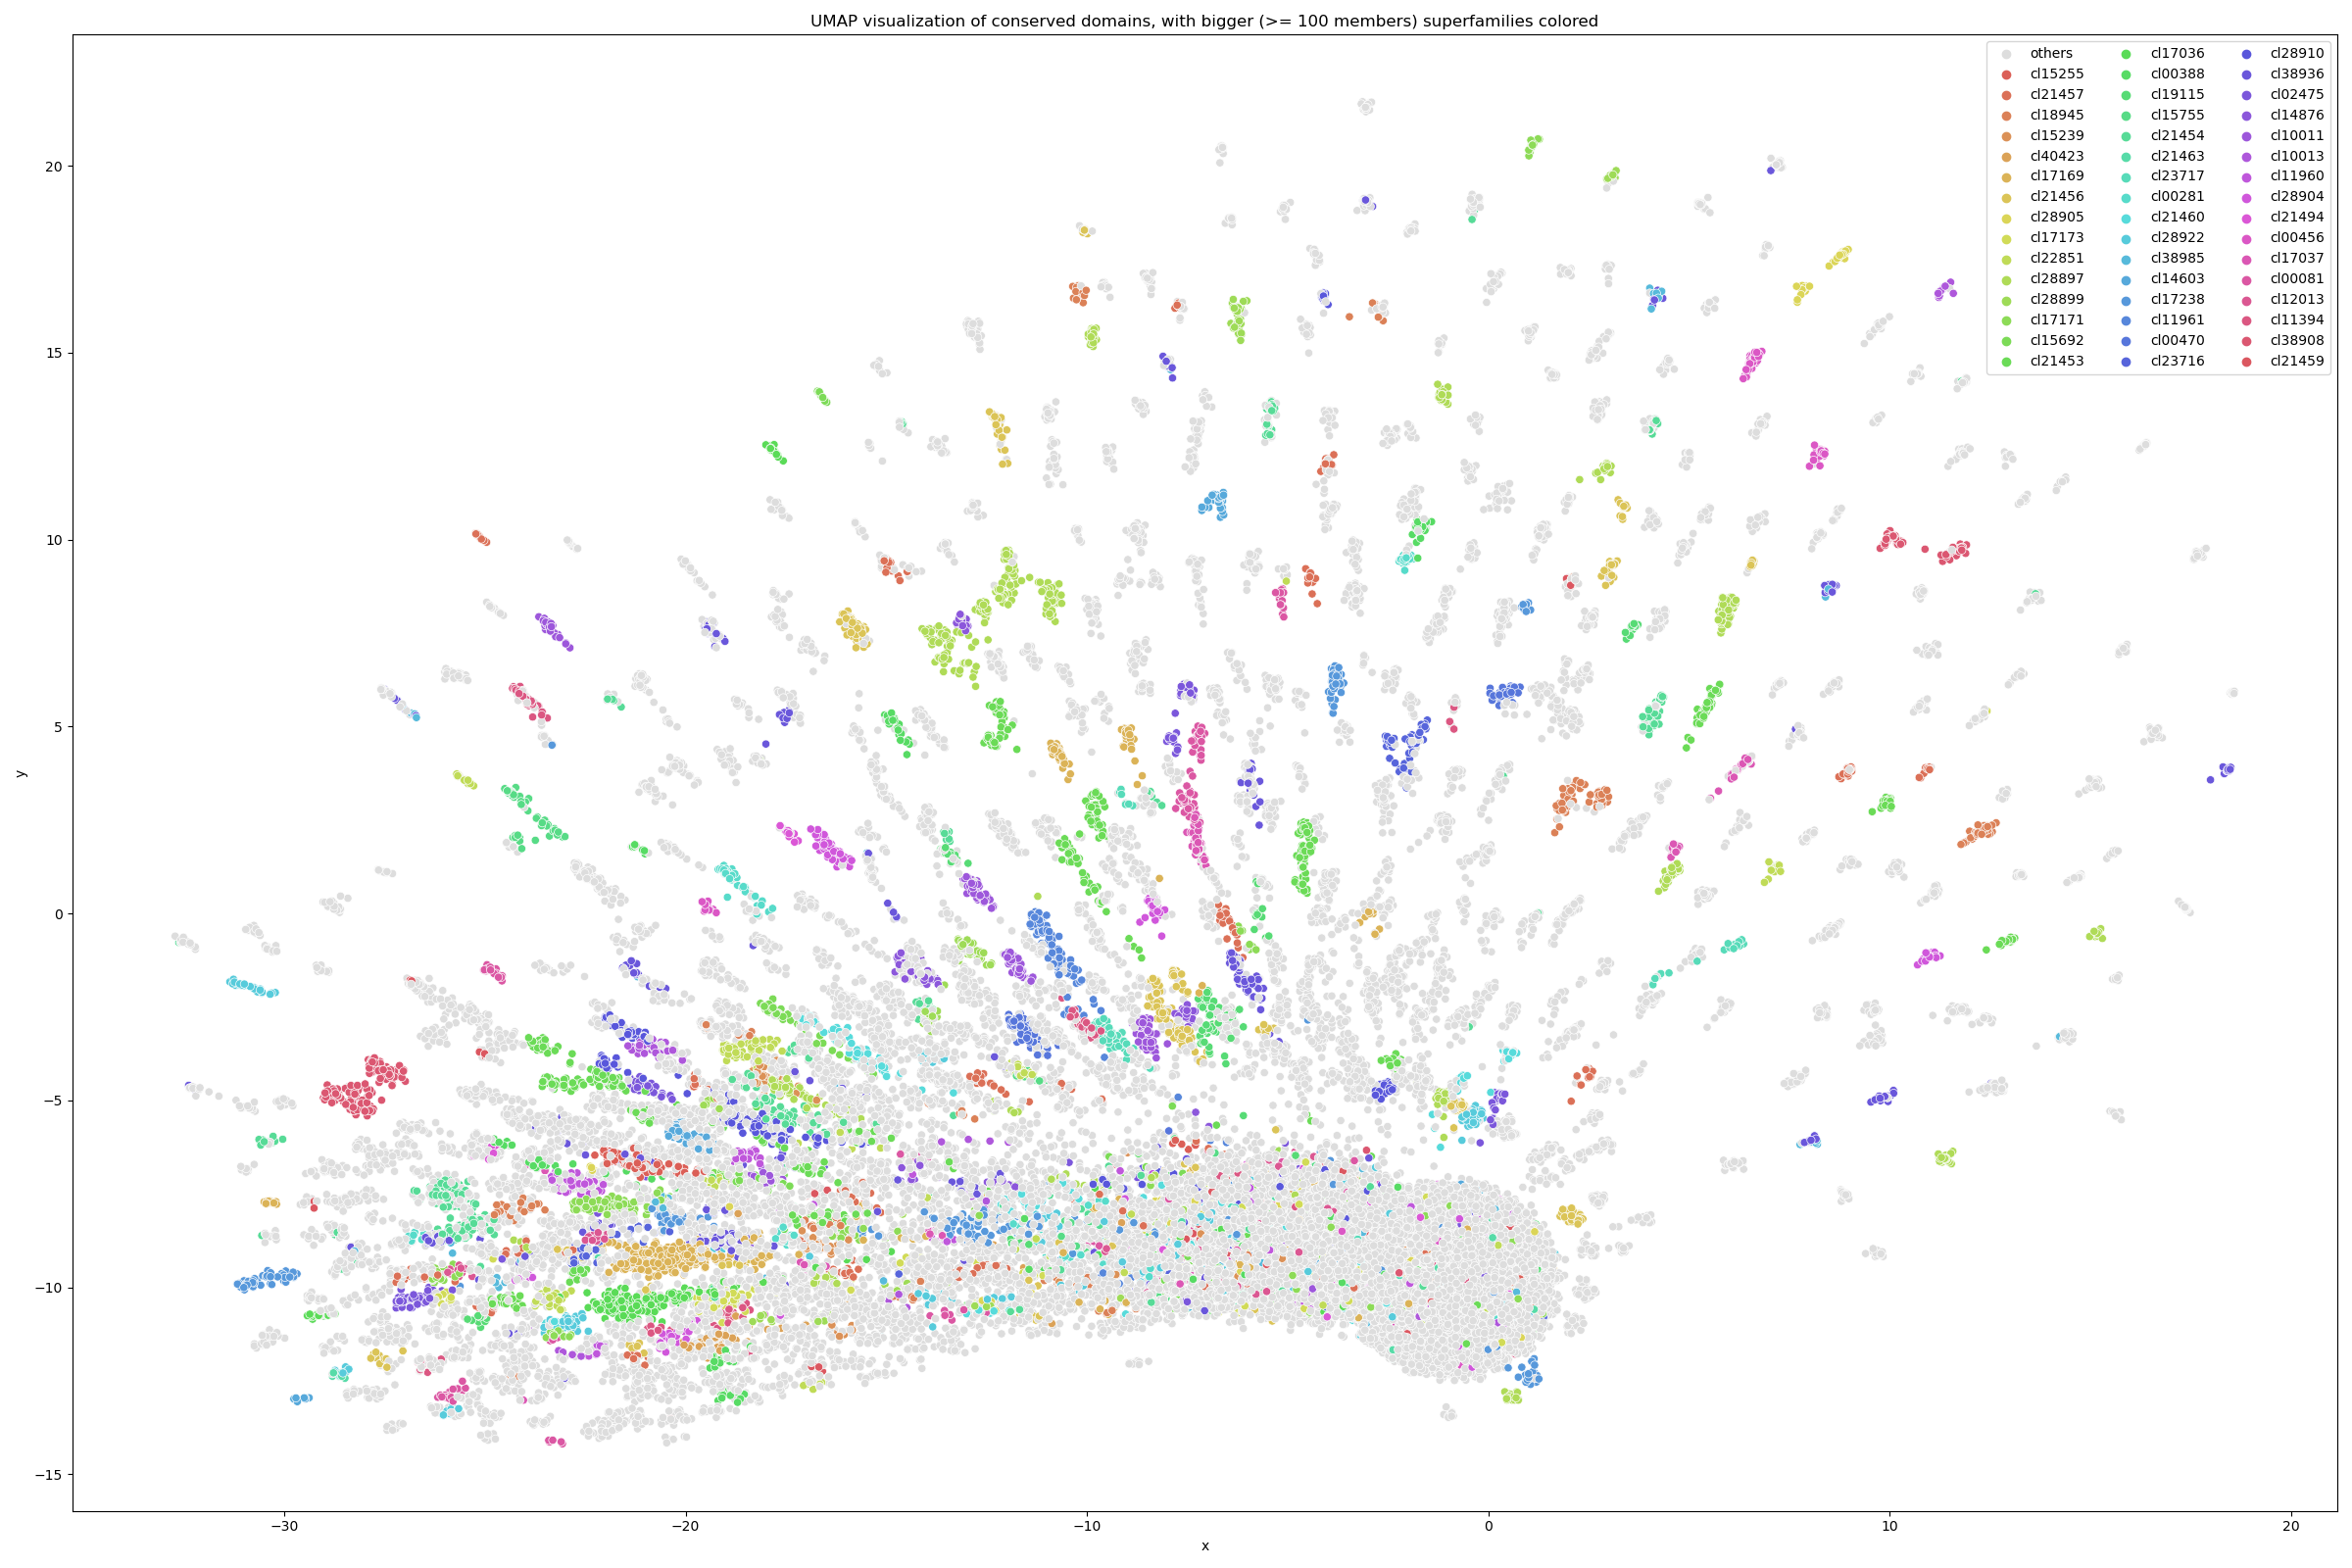 UMAP visualization of conserved domains, with bigger (>= 100 members) superfamilies colored
others
cl15255
cl21457
cl18945
cl15239
cl40423
cl17169
cl21456
cl28905
cl17173
cl22851
cl28897
cl28899
cl17171
cl15692
cl21453
cl17036
cl00388
cl19115
cl15755
cl21454
cl21463
cl23717
cl00281
cl21460
cl28922
cl38985
cl14603
cl17238
cl11961
cl00470
cl23716
cl28910
cl38936
cl02475
cl14876
cl10011
cl10013
cl11960
cl28904
cl21494
cl00456
cl17037
cl00081
cl12013
cl11394
cl38908
cl21459
20
15
10
5
0
−5
−10
−15
y
−30
−20
−10
0
10
20
x